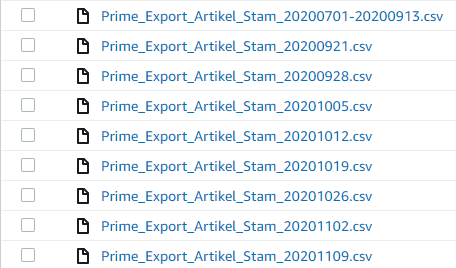 Prime_Export_Artikel_Stam_20200701-20200913.csv
Prime_Export_Artikel_Stam_20200921.csv
Prime_Export_Artikel_Stam_20200928.csv
Prime_Export_Artikel_Stam_20201005.csv
Prime_Export_Artikel_Stam_20201012.csv
Prime_Export_Artikel_Stam_20201019.csv
Prime_Export_Artikel_Stam_20201026.csv
Prime_Export_Artikel_Stam_20201102.csv
Prime_Export_Artikel_Stam_20201109.csv